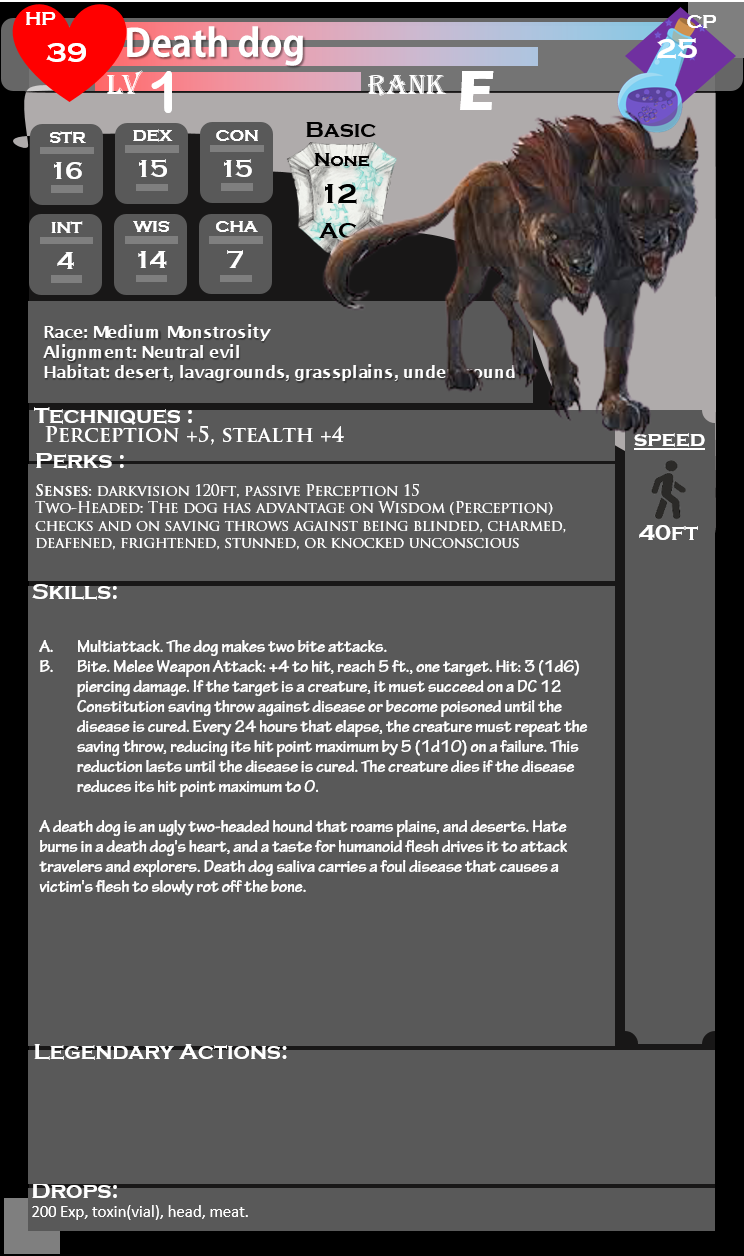 HP
39
Death dog
CP
25
LV 1
RANK E
STR
16
DEX
15
CON
15
INT
4
WIS
14
CHA
7
BASIC
NONE
12
AC
Race: Medium Monstrosity
Alignment: Neutral evil
Habitat: desert, lavagrounds, grassplains, underground
TECHNIQUES :
PERCEPTION +5, STEALTH +4
PERKS :
SENSES: DARKVISION 120FT, PASSIVE PERCEPTION 15
TWO-HEADED: THE DOG HAS ADVANTAGE ON WISDOM (PERCEPTION)
CHECKS AND ON SAVING THROWS AGAINST BEING BLINDED, CHARMED,
DEAFENED, FRIGHTENED, STUNNED, OR KNOCKED UNCONSCIOUS
SPEED
40FT
SKILLS:
A. Multiattack. The dog makes two bite attacks.
B. Bite. Melee Weapon Attack: +4 to hit, reach 5 ft., one target. Hit: 3 (1d6)
piercing damage. If the target is a creature, it must succeed on a DC 12
Constitution saving throw against disease or become poisoned until the
disease is cured. Every 24 hours that elapse, the creature must repeat the
saving throw, reducing its hit point maximum by 5 (1d10) on a failure. This
reduction lasts until the disease is cured. The creature dies if the disease
reduces its hit point maximum to 0.
A death dog is an ugly two-headed hound that roams plains, and deserts. Hate
burns in a death dog's heart, and a taste for humanoid flesh drives it to attack
travelers and explorers. Death dog saliva carries a foul disease that causes a
victim's flesh to slowly rot off the bone.
LEGENDARY ACTIONS:
DROPS:
200 Exp, toxin(vial), head, meat.